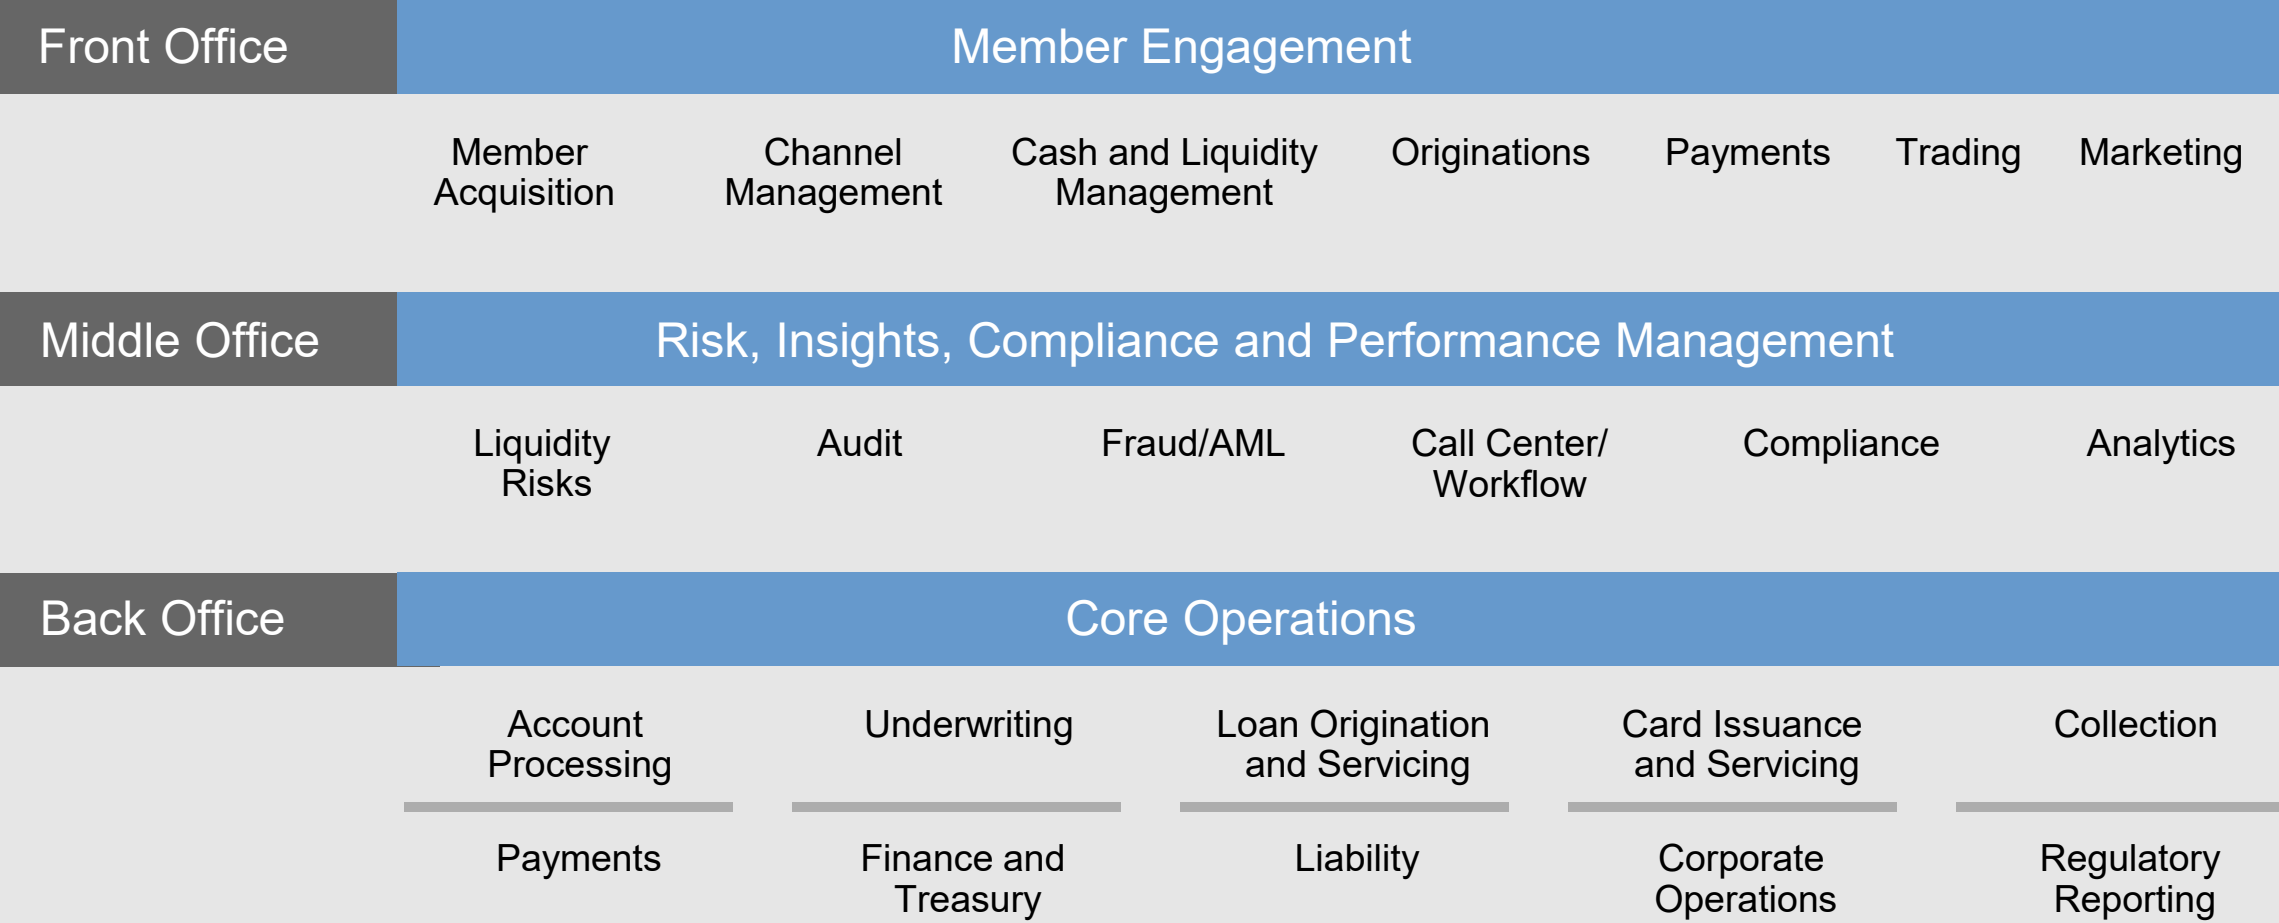 Front Office
Member Engagement
Member
Acquisition
Channel
Management
Cash and Liquidity
Management
Originations
Payments
Trading
Marketing
Middle Office
Risk, Insights, Compliance and Performance Management
Liquidity
Risks
Audit
Fraud/AML
Call Center/
Workflow
Compliance
Analytics
Back Office
Core Operations
Account
Processing
Underwriting
Loan Origination
and Servicing
Card Issuance
and Servicing
Collection
Payments
Finance and
Treasury
Liability
Corporate
Operations
Regulatory
Reporting